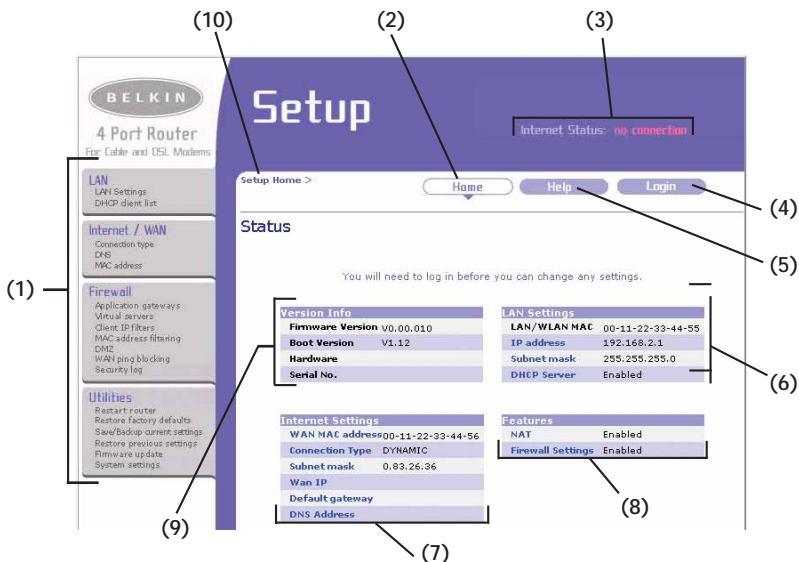 (10)
(2)
(3)
BELKIN
4 Port Router
For Cable and DSL Modems
Setup
Internet Status: no connection
Setup Home >
Home
Help
Login
(4)
(5)
(1)
LAN
LAN Settings
DHCP client list
Internet / WAN
Connection type
DNS
MAC address
Firewall
Application gateways
Virtual servers
Client IP filters
MAC address filtering
DMZ
WAN ping blocking
Security log
Utilities
Restart router
Restore factory defaults
Save/Backup current settings
Restore previous settings
Firmware update
System settings
Status
You will need to log in before you can change any settings.
Version Info
Firmware Version V0.00.010
Boot Version V1.12
Hardware
Serial No.
(9)
LAN Settings
LAN/WLAN MAC 00-11-22-33-44-55
IP address 192.168.2.1
Subnet mask 255.255.255.0
DHCP Server Enabled
(6)
Internet Settings
WAN MAC address 00-11-22-33-44-56
Connection Type DYNAMIC
Subnet mask 0.83.26.36
Wan IP
Default gateway
DNS Address
(7)
Features
NAT Enabled
Firewall Settings Enabled
(8)